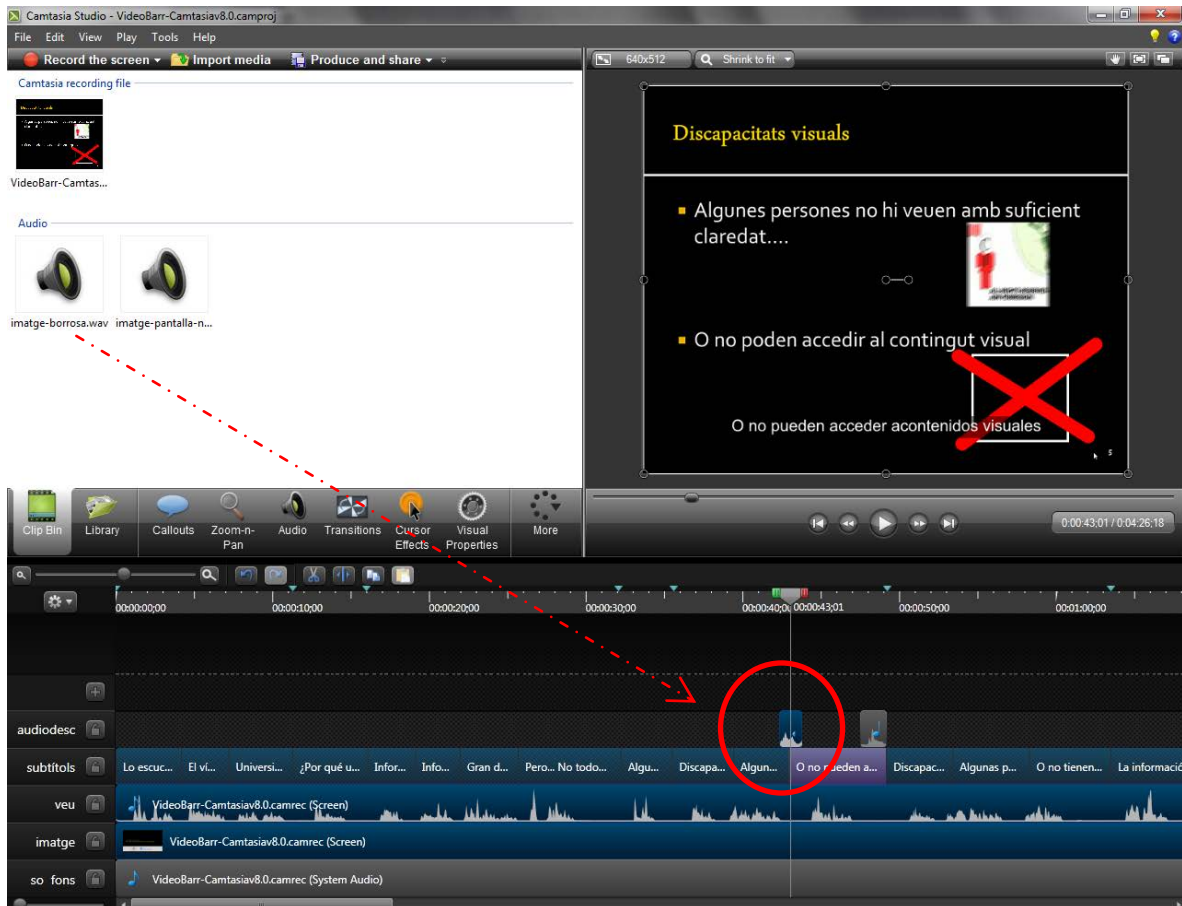 Camtasia Studio - VideoBarr-Camtasiav8.0.camproj
File Edit View Play Tools Help
Record the screen Import media Produce and share
640x512 Shrink to fit
Camtasia recording file
VideoBarr-Camtas...
Audio
imatge-borrosa.wav imatge-pantalla-n...
Discapacitats visuals
Algunes persones no hi veuen amb suficient
claredat....
O no poden accedir al contingut visual
O no pueden acceder acontenidos visuales
5
Clip Bin Library Callouts Zoom-n-Pan Audio Transitions Cursor Effects Visual Properties More
0:00:43;01 / 0:04:26;18
00:00:00;00 00:00:10;00 00:00:20;00 00:00:30;00 00:00:43;01 00:00:50;00 00:01:00;00
audiodesc
subtítols Lo escuc... El ví... Universi... ¿Por qué u... Infor... Info... Gran d... Pero... No todo... Algu... Discapa... Algun... O no pueden a... Discapac... Algunas p... O no tienen... La informació
veu VideoBarr-Camtasiav8.0.camrec (Screen)
imatge VideoBarr-Camtasiav8.0.camrec (Screen)
so fons VideoBarr-Camtasiav8.0.camrec (System Audio)